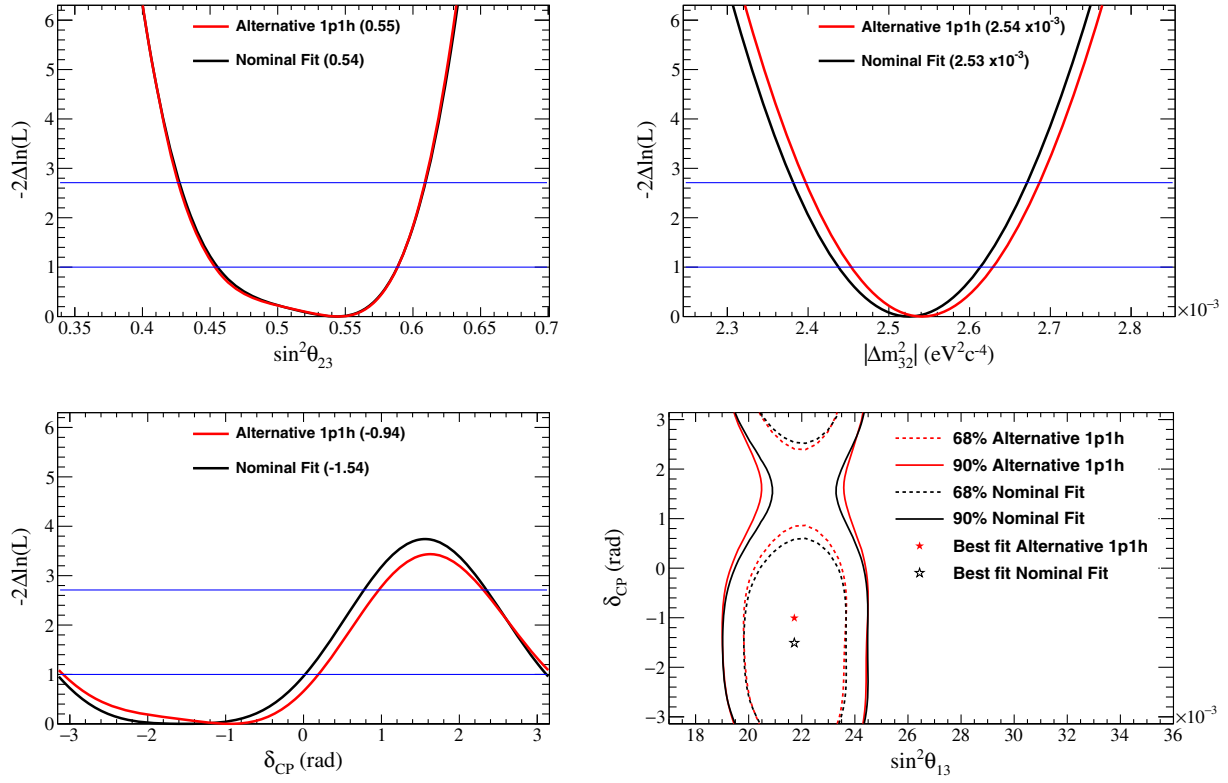 6
5
4
3
2
1
0
-2Δln(L)
Alternative 1p1h (0.55)
Nominal Fit (0.54)
0.35 0.4 0.45 0.5 0.55 0.6 0.65 0.7
sin²θ₂₃
6
5
4
3
2
1
0
-2Δln(L)
Alternative 1p1h (2.54 x10⁻³)
Nominal Fit (2.53 x10⁻³)
2.3 2.4 2.5 2.6 2.7 2.8 ×10⁻³
|Δm²₃₂| (eV²c⁻⁴)
6
5
4
3
2
1
0
-2Δln(L)
Alternative 1p1h (-0.94)
Nominal Fit (-1.54)
−3 −2 −1 0 1 2 3
δCP (rad)
3
2
1
0
−1
−2
−3
δCP (rad)
68% Alternative 1p1h
90% Alternative 1p1h
68% Nominal Fit
90% Nominal Fit
Best fit Alternative 1p1h
Best fit Nominal Fit
18 20 22 24 26 28 30 32 34 36 ×10⁻³
sin²θ₁₃